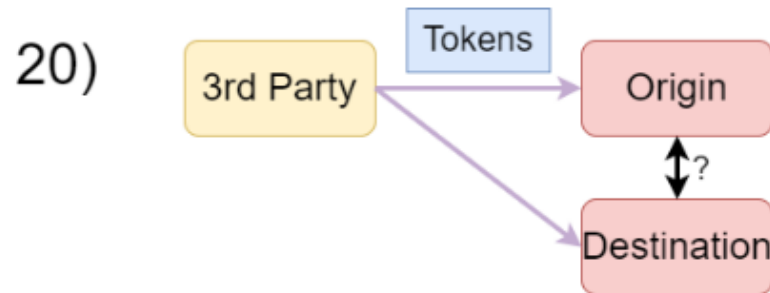 20)
Tokens
3rd Party
Origin
?
Destination